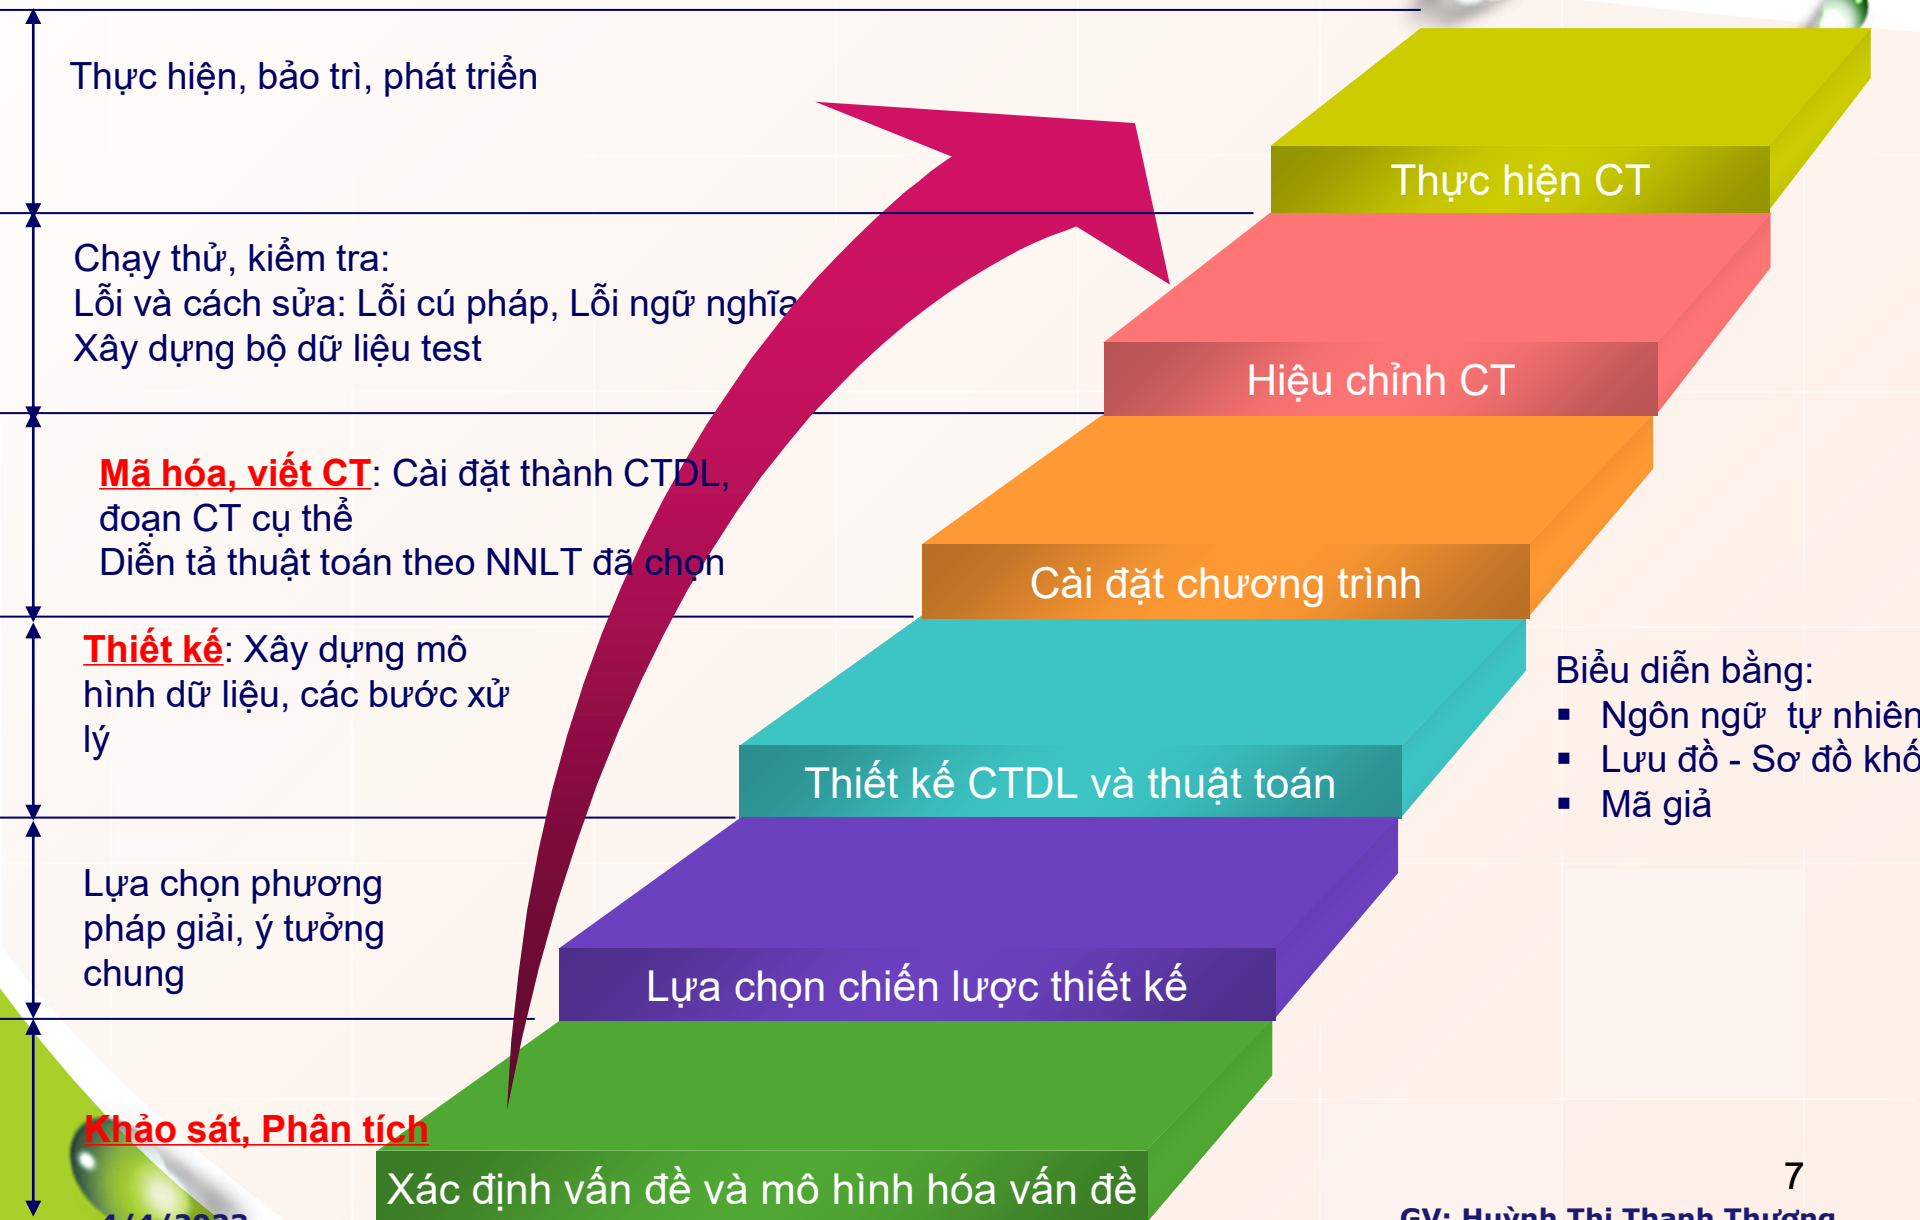 Thực hiện, bảo trì, phát triển
Thực hiện CT
Chạy thử, kiểm tra:
Lỗi và cách sửa: Lỗi cú pháp, Lỗi ngữ nghĩa
Xây dựng bộ dữ liệu test
Hiệu chỉnh CT
Mã hóa, viết CT: Cài đặt thành CTDL,
đoạn CT cụ thể
Diễn tả thuật toán theo NNLT đã chọn
Cài đặt chương trình
Thiết kế: Xây dựng mô
hình dữ liệu, các bước xử
lý
Thiết kế CTDL và thuật toán
Biểu diễn bằng:
▪ Ngôn ngữ tự nhiên
▪ Lưu đồ - Sơ đồ khố
▪ Mã giả
Lựa chọn phương
pháp giải, ý tưởng
chung
Lựa chọn chiến lược thiết kế
Khảo sát, Phân tích
Xác định vấn đề và mô hình hóa vấn đề
7
GV: Huỳnh Thị Thanh Thương